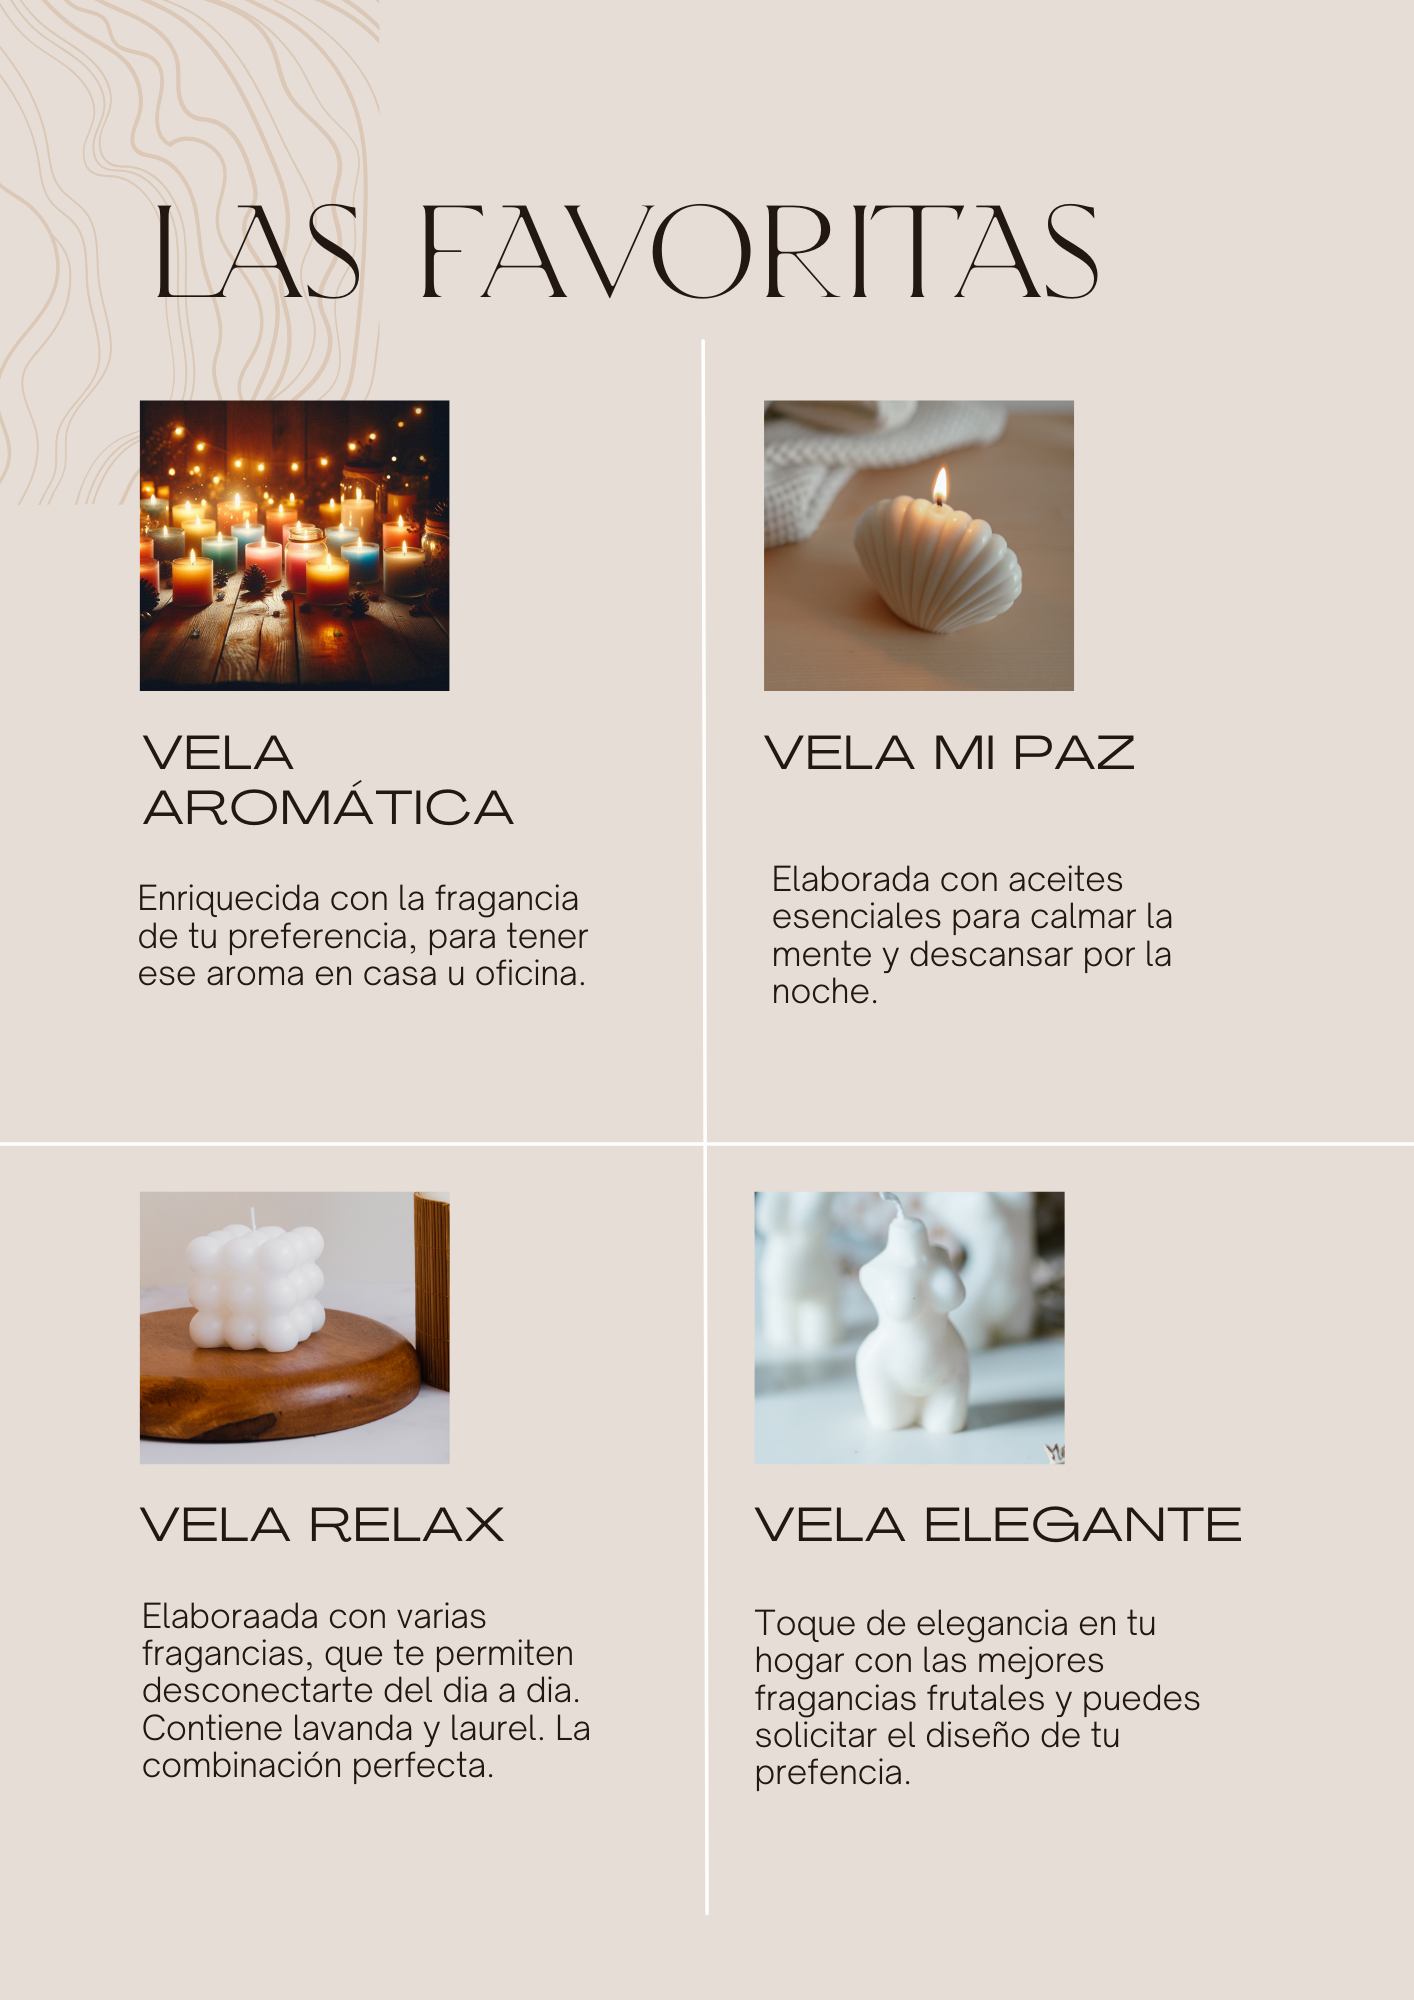 LAS FAVORITAS
VELA
AROMÁTICA
Enriquecida con la fragancia
de tu preferencia, para tener
ese aroma en casa u oficina.
VELA MI PAZ
Elaborada con aceites
esenciales para calmar la
mente y descansar por la
noche.
VELA RELAX
Elaboraada con varias
fragancias, que te permiten
desconectarte del dia a dia.
Contiene lavanda y laurel. La
combinación perfecta.
VELA ELEGANTE
Toque de elegancia en tu
hogar con las mejores
fragancias frutales y puedes
solicitar el diseño de tu
prefencia.